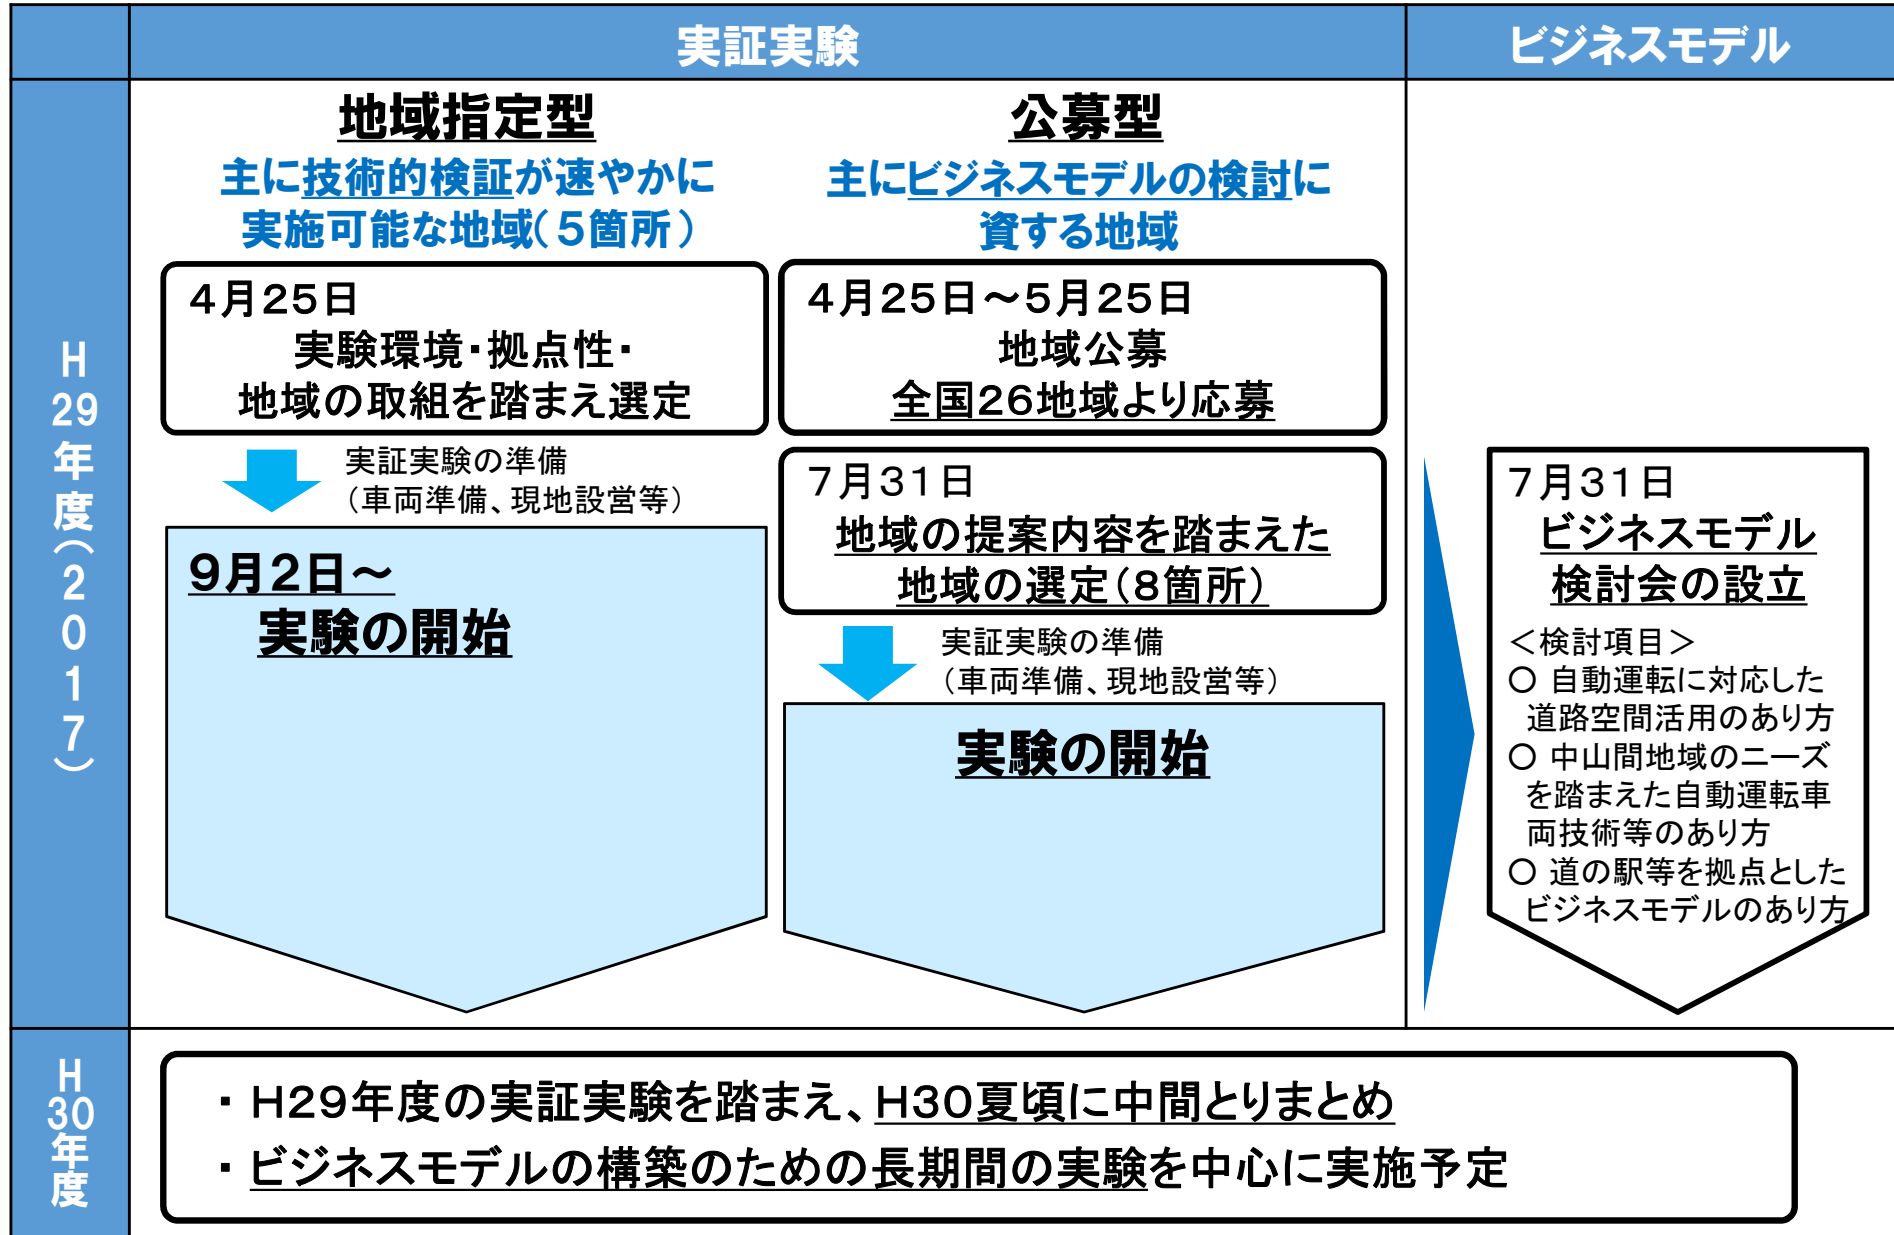 実証実験
ビジネスモデル
H29年度(2017)
地域指定型
主に技術的検証が速やかに
実施可能な地域(5箇所)
4月25日
実験環境・拠点性・
地域の取組を踏まえ選定
実証実験の準備
(車両準備、現地設営等)
9月2日～
実験の開始
公募型
主にビジネスモデルの検討に
資する地域
4月25日～5月25日
地域公募
全国26地域より応募
7月31日
地域の提案内容を踏まえた
地域の選定(8箇所)
実証実験の準備
(車両準備、現地設営等)
実験の開始
7月31日
ビジネスモデル
検討会の設立
＜検討項目＞
○ 自動運転に対応した
道路空間活用のあり方
○ 中山間地域のニーズ
を踏まえた自動運転車
両技術等のあり方
○ 道の駅等を拠点とした
ビジネスモデルのあり方
H30年度
・H29年度の実証実験を踏まえ、H30夏頃に中間とりまとめ
・ビジネスモデルの構築のための長期間の実験を中心に実施予定